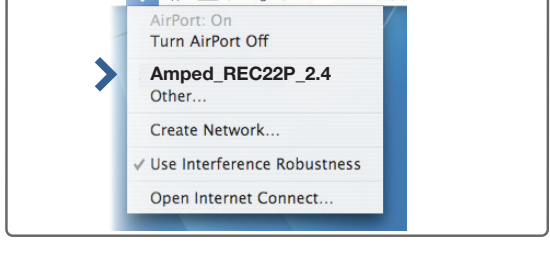 AirPort: On
Turn AirPort Off
Amped_REC22P_2.4
Other...
Create Network...
Use Interference Robustness
Open Internet Connect...